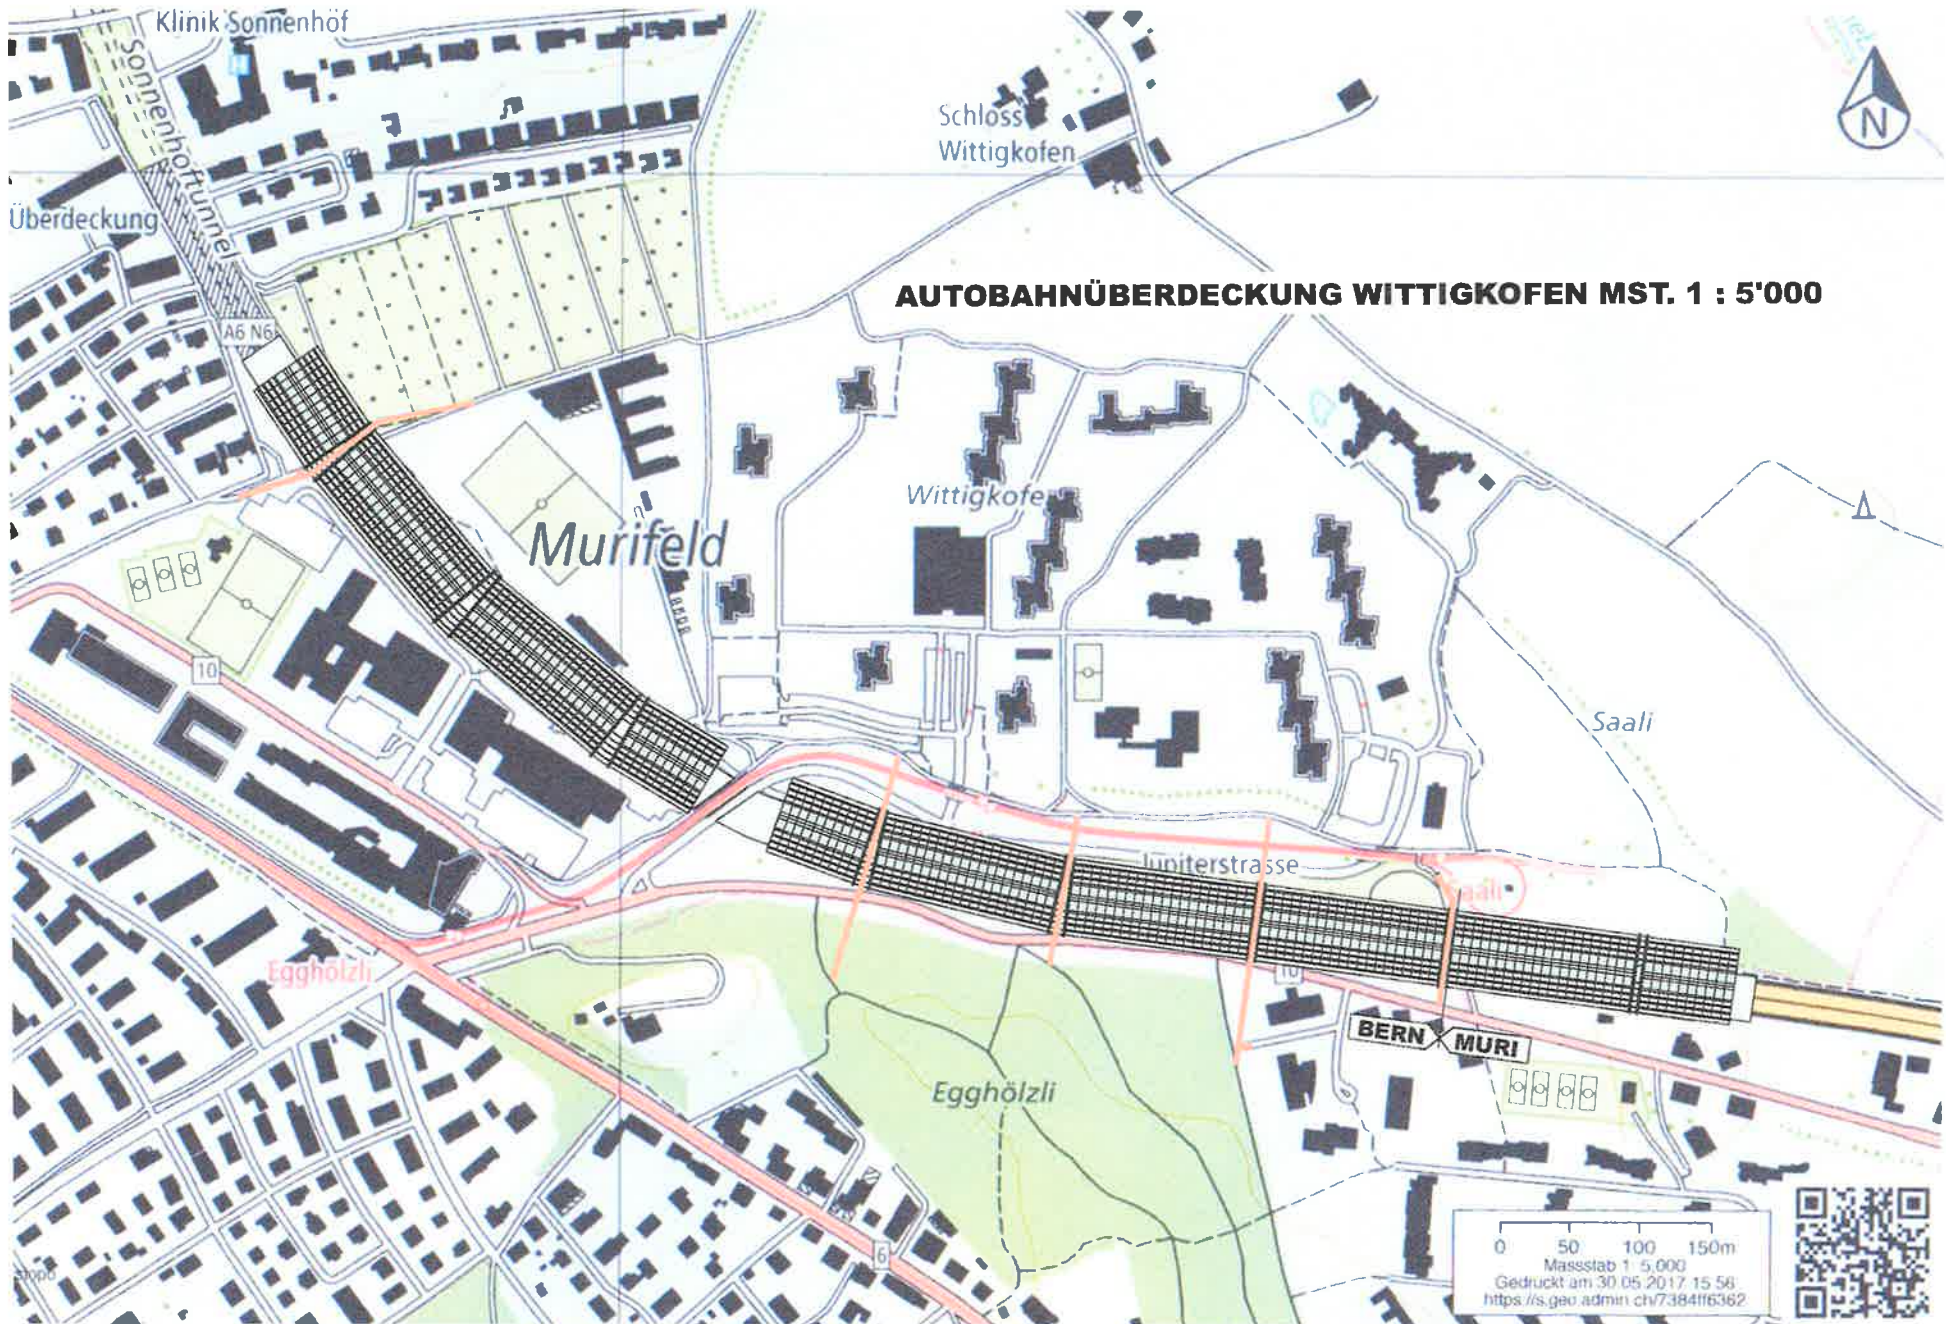 Klinik Sonnenhof
Sonnenhoftunnel
Schloss
Wittigkofen
N
Überdeckung
AUTOBAHNÜBERDECKUNG WITTIGKOFEN MST. 1 : 5'000
A6 N6
Wittigkofe
Murifeld
10
Saali
Jupiterstrasse
Saali
Egghölzli
10
BERN
MURI
Egghölzli
6
0 50 100 150m
Massstab 1: 5,000
Gedruckt am 30.05.2017 15:56
https://s.geo.admin.ch/7384ff6362